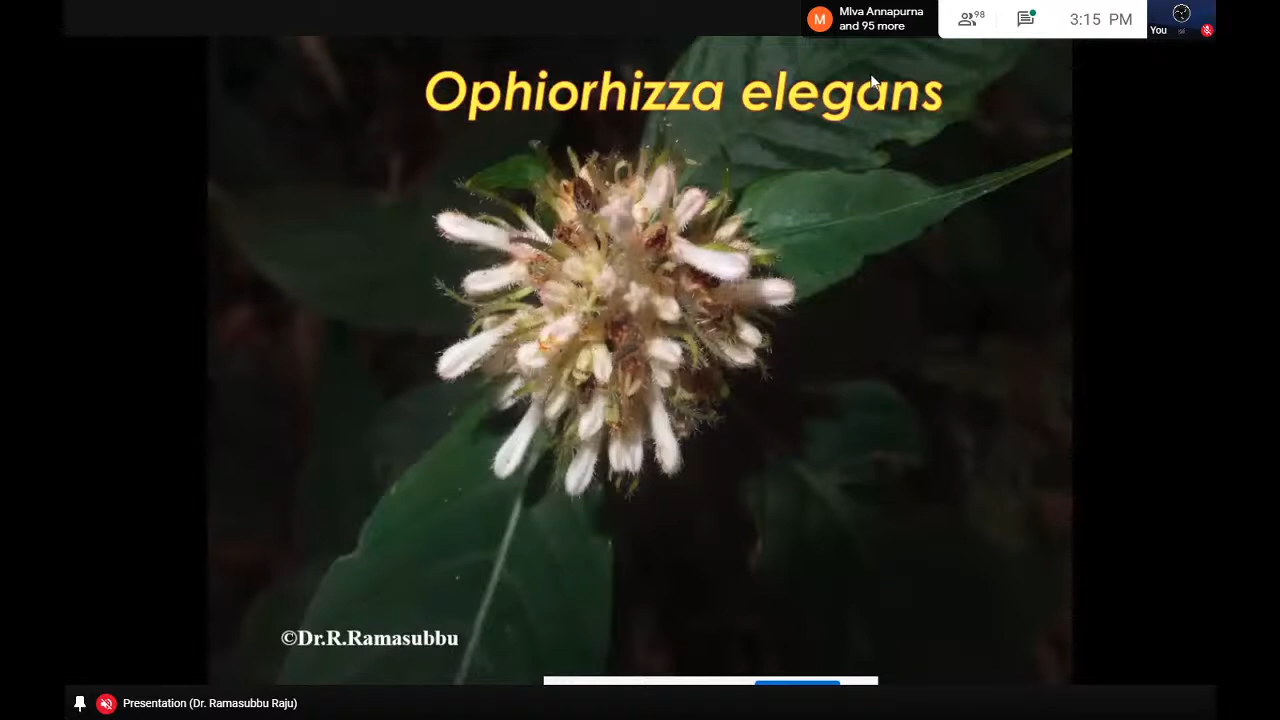 M
Mlva Annapurna
and 95 more
98
3:15 PM
You
Ophiorhizza elegans
©Dr.R.Ramasubbu
Presentation (Dr. Ramasubbu Raju)